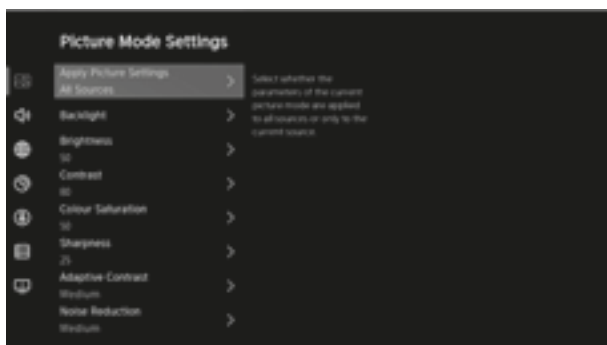 Picture Mode Settings
Apply Picture Settings
All Sources
Select whether the
parameters of the current
picture mode are applied
to all sources or only to the
current source.
Backlight
Brightness
50
Contrast
80
Colour Saturation
50
Sharpness
25
Adaptive Contrast
Medium
Noise Reduction
Medium